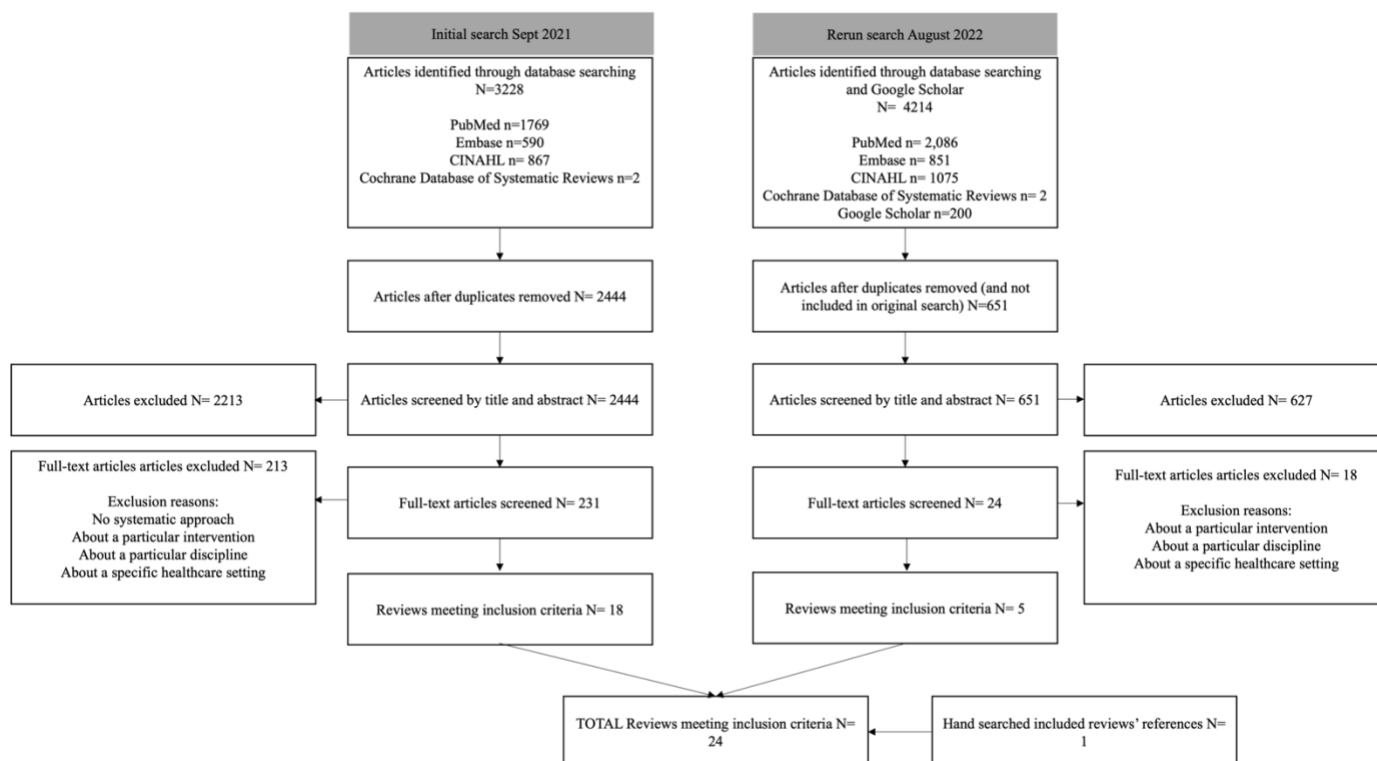 Initial search Sept 2021
Articles identified through database searching
N=3228
PubMed n=1769
Embase n=590
CINAHL n= 867
Cochrane Database of Systematic Reviews n=2
Articles after duplicates removed N= 2444
Articles screened by title and abstract N= 2444
Articles excluded N= 2213
Full-text articles screened N= 231
Full-text articles articles excluded N= 213
Exclusion reasons:
No systematic approach
About a particular intervention
About a particular discipline
About a specific healthcare setting
Reviews meeting inclusion criteria N= 18
Rerun search August 2022
Articles identified through database searching
and Google Scholar
N=  4214
PubMed n= 2,086
Embase n= 851
CINAHL n= 1075
Cochrane Database of Systematic Reviews n= 2
Google Scholar n=200
Articles after duplicates removed (and not
included in original search) N=651
Articles screened by title and abstract N= 651
Articles excluded N= 627
Full-text articles screened N= 24
Full-text articles articles excluded N= 18
Exclusion reasons:
About a particular intervention
About a particular discipline
About a specific healthcare setting
Reviews meeting inclusion criteria N= 5
TOTAL Reviews meeting inclusion criteria N=
24
Hand searched included reviews’ references N=
1